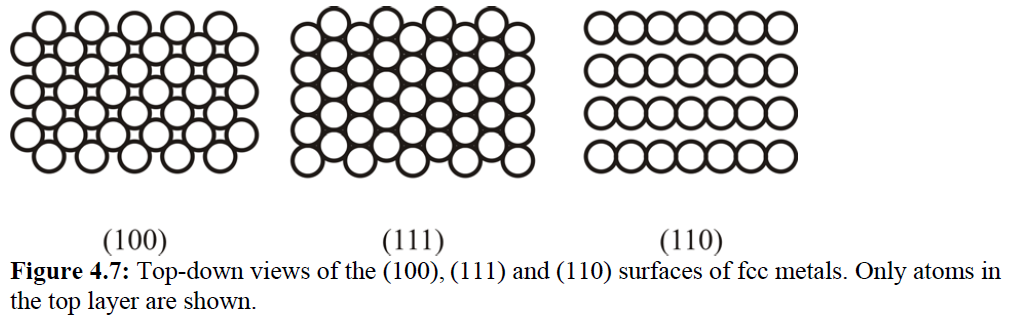 (100) (111) (110)
Figure 4.7: Top-down views of the (100), (111) and (110) surfaces of fcc metals. Only atoms in
the top layer are shown.